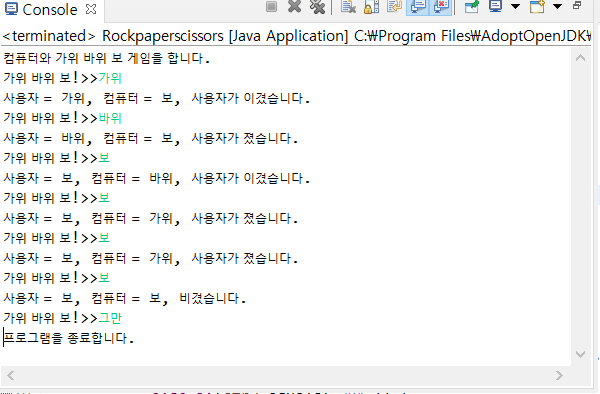 Console
<terminated> Rockpaperscissors [Java Application] C:₩Program Files₩AdoptOpenJDK₩
컴퓨터와 가위 바위 보 게임을 합니다.
가위 바위 보!>>가위
사용자 = 가위, 컴퓨터 = 보, 사용자가 이겼습니다.
가위 바위 보!>>바위
사용자 = 바위, 컴퓨터 = 보, 사용자가 졌습니다.
가위 바위 보!>>보
사용자 = 보, 컴퓨터 = 바위, 사용자가 이겼습니다.
가위 바위 보!>>보
사용자 = 보, 컴퓨터 = 가위, 사용자가 졌습니다.
가위 바위 보!>>보
사용자 = 보, 컴퓨터 = 가위, 사용자가 졌습니다.
가위 바위 보!>>보
사용자 = 보, 컴퓨터 = 보, 비겼습니다.
가위 바위 보!>>그만
프로그램을 종료합니다.